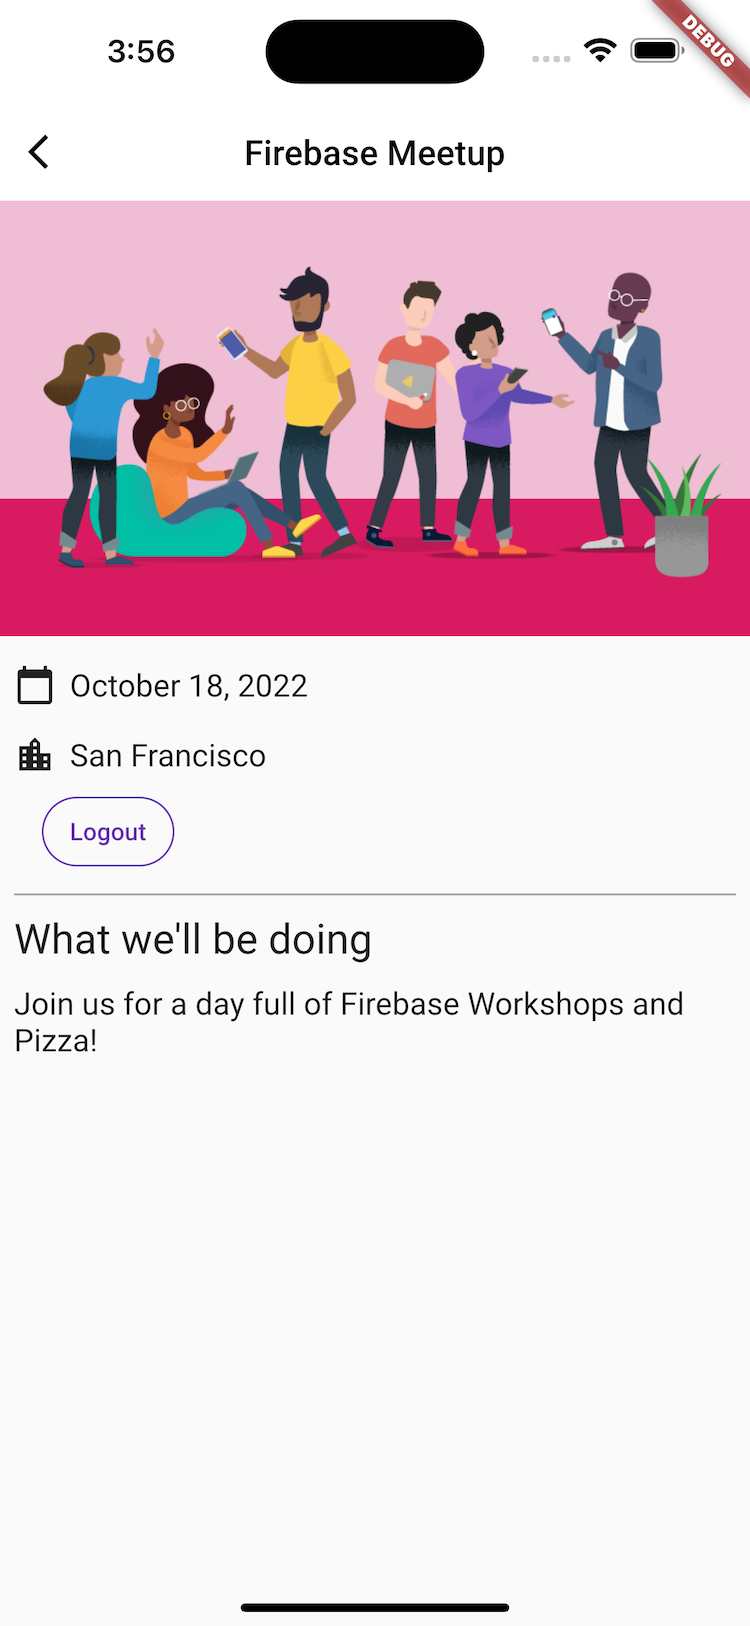 3:56
DEBUG
Firebase Meetup
October 18, 2022
San Francisco
Logout
What we'll be doing
Join us for a day full of Firebase Workshops and
Pizza!